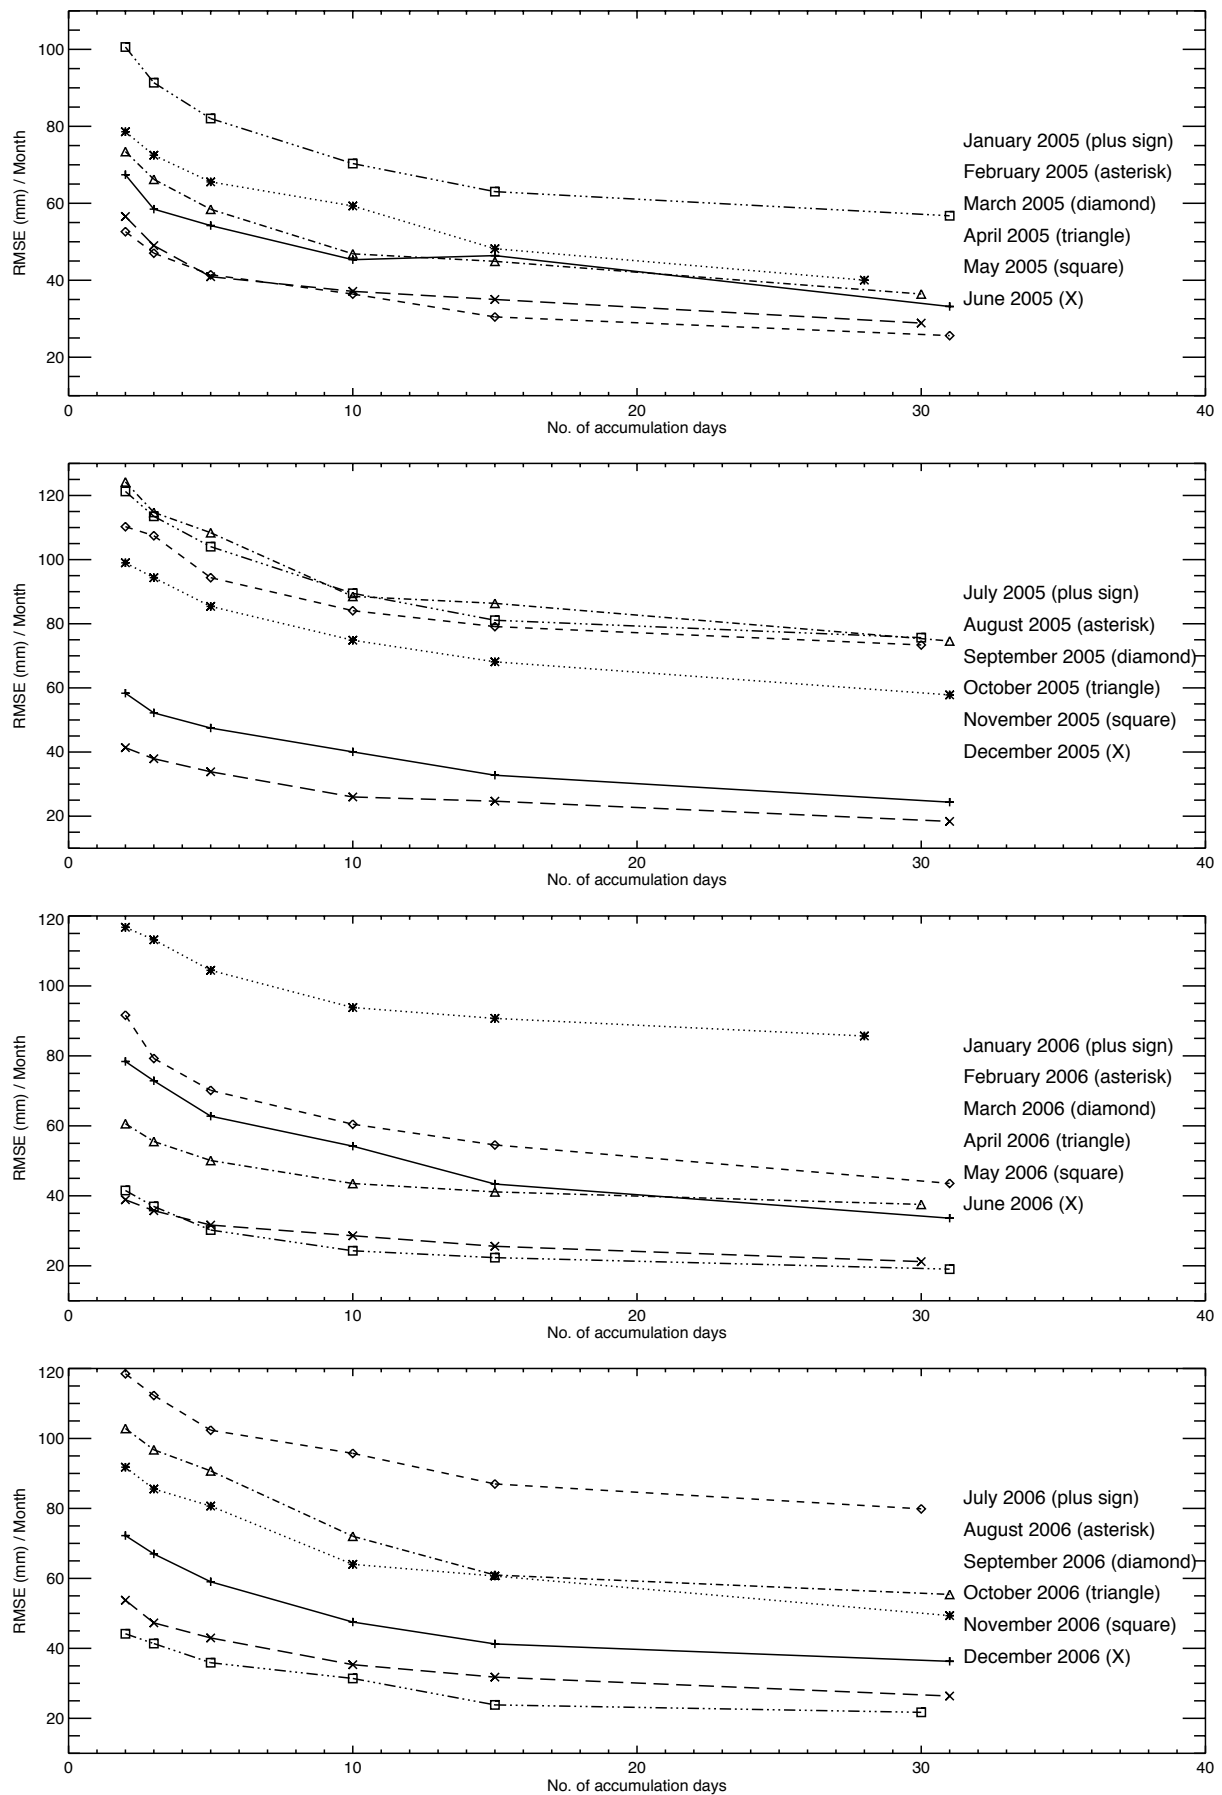 100
80
60
40
20
RMSE (mm) / Month
0 10 20 30 40
No. of accumulation days
January 2005 (plus sign)
February 2005 (asterisk)
March 2005 (diamond)
April 2005 (triangle)
May 2005 (square)
June 2005 (X)
120
100
80
60
40
20
RMSE (mm) / Month
0 10 20 30 40
No. of accumulation days
July 2005 (plus sign)
August 2005 (asterisk)
September 2005 (diamond)
October 2005 (triangle)
November 2005 (square)
December 2005 (X)
120
100
80
60
40
20
RMSE (mm) / Month
0 10 20 30 40
No. of accumulation days
January 2006 (plus sign)
February 2006 (asterisk)
March 2006 (diamond)
April 2006 (triangle)
May 2006 (square)
June 2006 (X)
120
100
80
60
40
20
RMSE (mm) / Month
0 10 20 30 40
No. of accumulation days
July 2006 (plus sign)
August 2006 (asterisk)
September 2006 (diamond)
October 2006 (triangle)
November 2006 (square)
December 2006 (X)